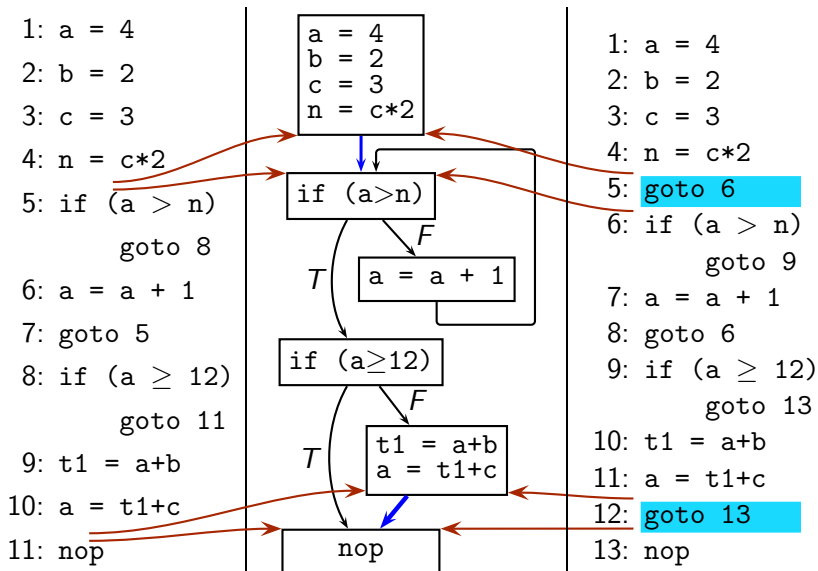 1: a = 4
2: b = 2
3: c = 3
4: n = c*2
5: if (a > n)
goto 8
6: a = a + 1
7: goto 5
8: if (a ≥ 12)
goto 11
9: t1 = a+b
10: a = t1+c
11: nop
a = 4
b = 2
c = 3
n = c*2
if (a>n)
F
T
a = a + 1
if (a≥12)
F
T
t1 = a+b
a = t1+c
nop
1: a = 4
2: b = 2
3: c = 3
4: n = c*2
5: goto 6
6: if (a > n)
goto 9
7: a = a + 1
8: goto 6
9: if (a ≥ 12)
goto 13
10: t1 = a+b
11: a = t1+c
12: goto 13
13: nop